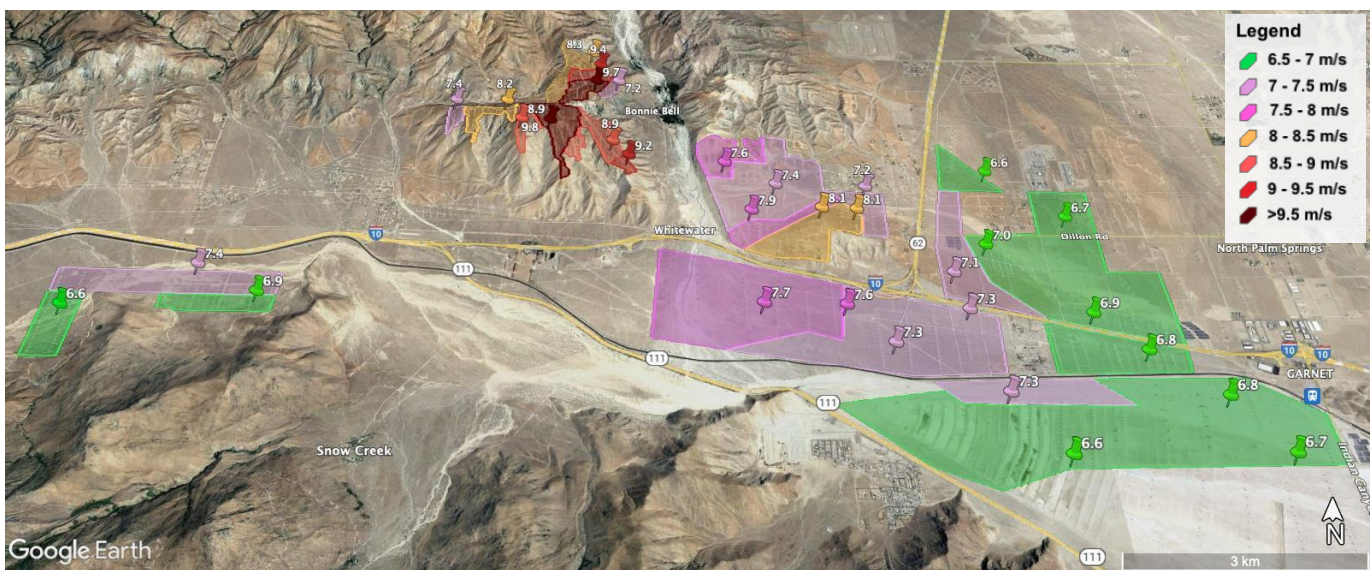 Legend
6.5 - 7 m/s
7 - 7.5 m/s
7.5 - 8 m/s
8 - 8.5 m/s
8.5 - 9 m/s
9 - 9.5 m/s
>9.5 m/s
8.3
9.4
9.7
7.2
7.4
8.2
8.9
9.8
Bonnie Bell
8.9
9.2
7.6
7.4
7.9
7.2
8.1
8.1
6.6
6.7
7.0
Dillon Rd
North Palm Springs
Whitewater
10
62
111
7.4
6.9
6.6
7.1
10
7.7
7.6
7.3
7.3
6.9
6.8
111
10
10
GARNET
7.3
6.8
111
6.6
6.7
Snow Creek
Indian Cany
N
Google Earth
111
3 km